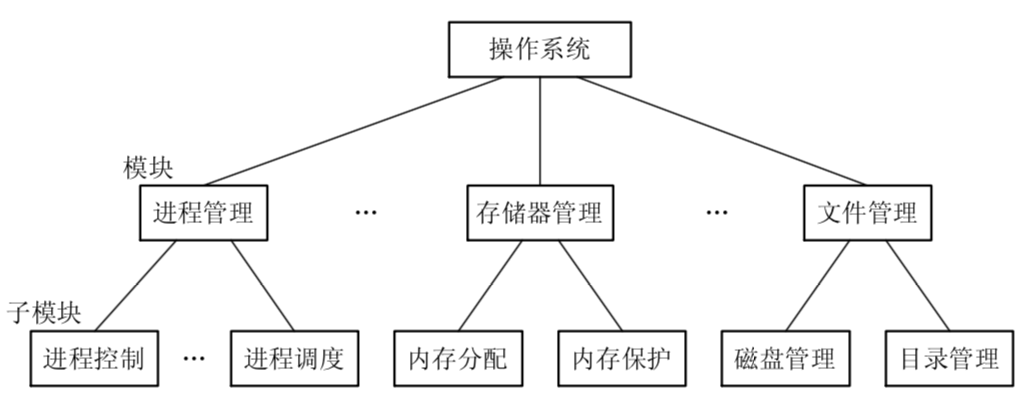 操作系统
模块
进程管理 … 存储器管理 … 文件管理
子模块
进程控制 … 进程调度 内存分配 内存保护 磁盘管理 目录管理